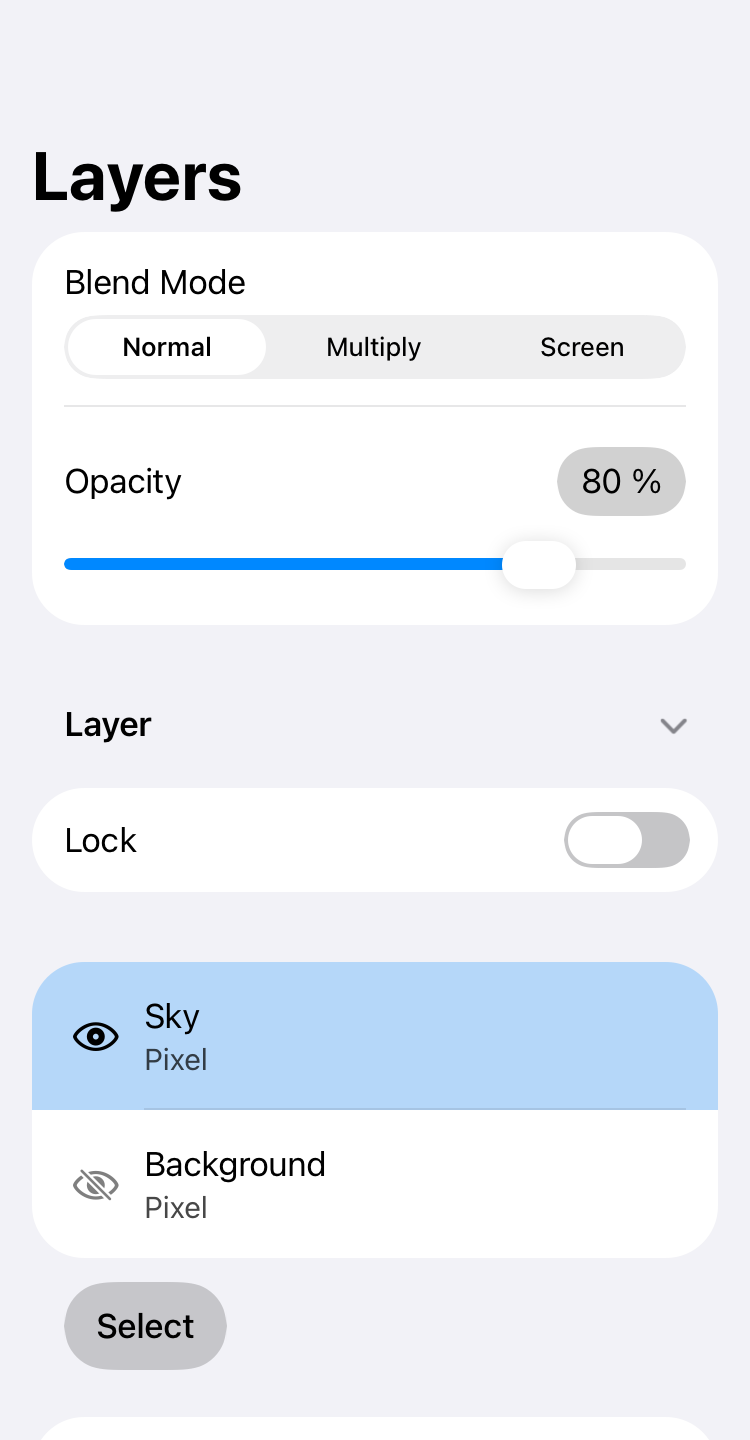 Layers
Blend Mode
Normal Multiply Screen
Opacity 80 %
Layer
Lock
Sky
Pixel
Background
Pixel
Select